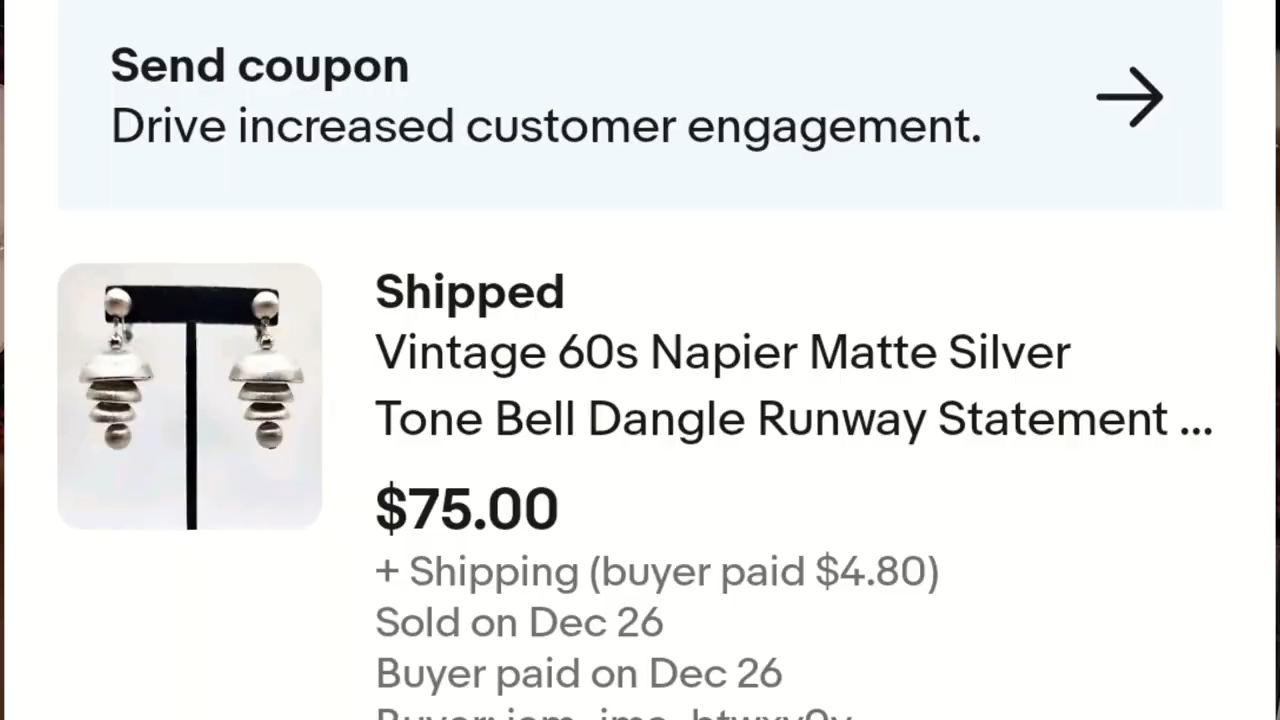 Send coupon
Drive increased customer engagement.
Shipped
Vintage 60s Napier Matte Silver
Tone Bell Dangle Runway Statement ...
$75.00
+ Shipping (buyer paid $4.80)
Sold on Dec 26
Buyer paid on Dec 26
Buyer: